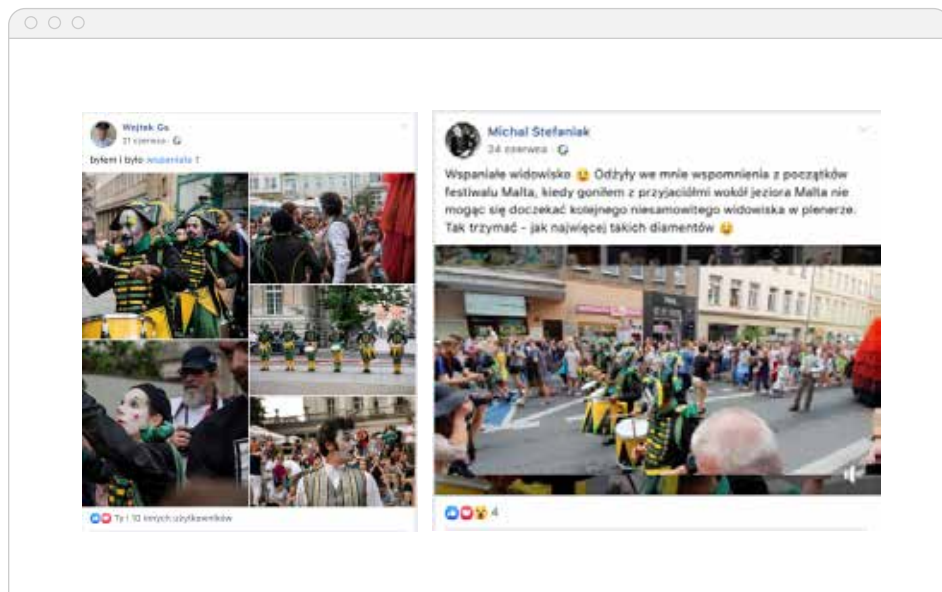 Wojtek Go
21 czerwca
byłem i było wspaniale !
Ty i 10 innych użytkowników
Michał Stefaniak
24 czerwca
Wspaniałe widowisko 😉 Odżyły we mnie wspomnienia z początków
festiwalu Malta, kiedy goniłem z przyjaciółmi wokół jeziora Malta nie
mogąc się doczekać kolejnego niesamowitego widowiska w plenerze.
Tak trzymać - jak najwięcej takich diamentów 😉
4